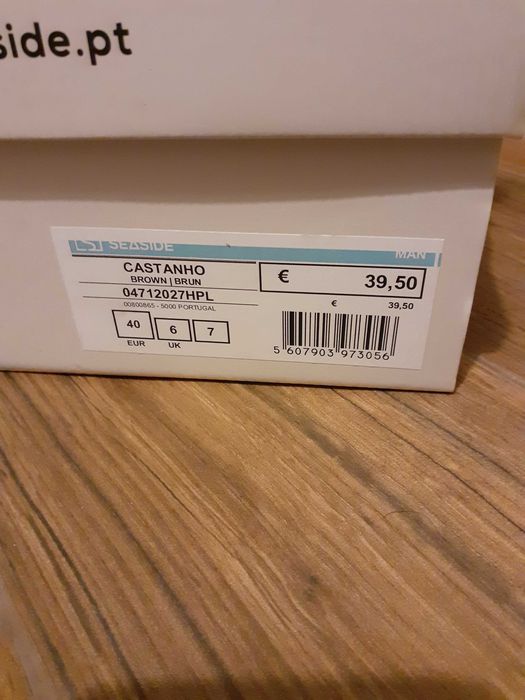 side.pt
SEASIDE MAN
CASTANHO
BROWN | BRUN
04712027HPL
00800865 - 5000 PORTUGAL
40 6 7
EUR UK
€ 39,50
€ 39,50
5 607903 973056